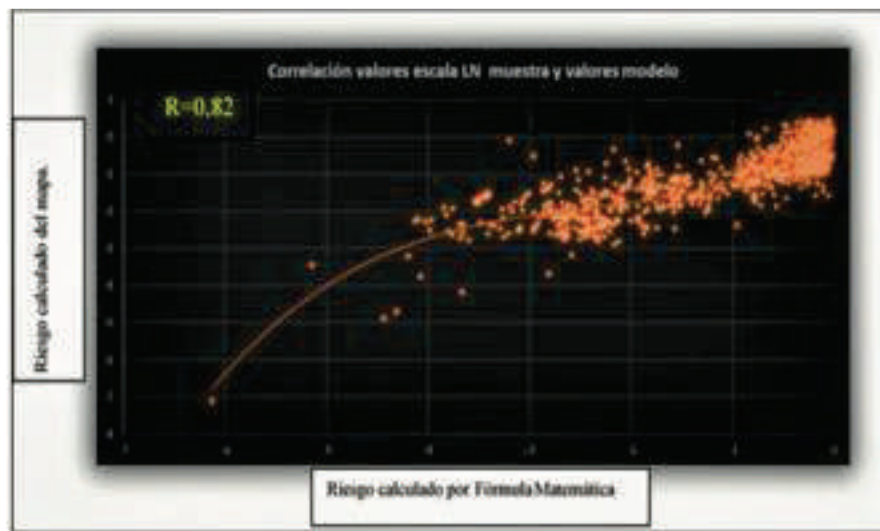 Correlación valores escala LN muestra y valores modelo
R=0.82
Riesgo calculado del mapa.
Riesgo calculado por Fórmula Matemática